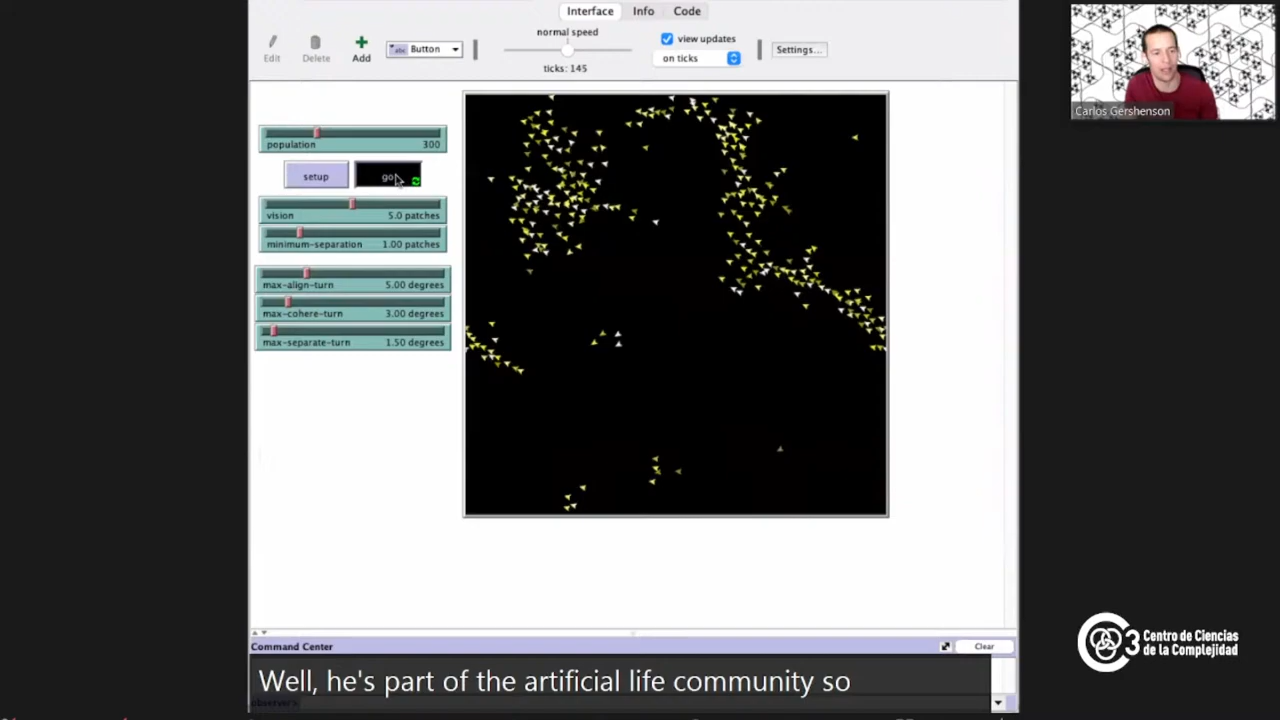 Interface Info Code
normal speed
Edit
Delete
Add
abc Button
view updates
on ticks
Settings...
ticks: 145
Carlos Gershenson
population 300
setup
go
vision 5.0 patches
minimum-separation 1.00 patches
max-align-turn 5.00 degrees
max-cohere-turn 3.00 degrees
max-separate-turn 1.50 degrees
Command Center
Clear
Well, he's part of the artificial life community so
C3 Centro de Ciencias
de la Complejidad